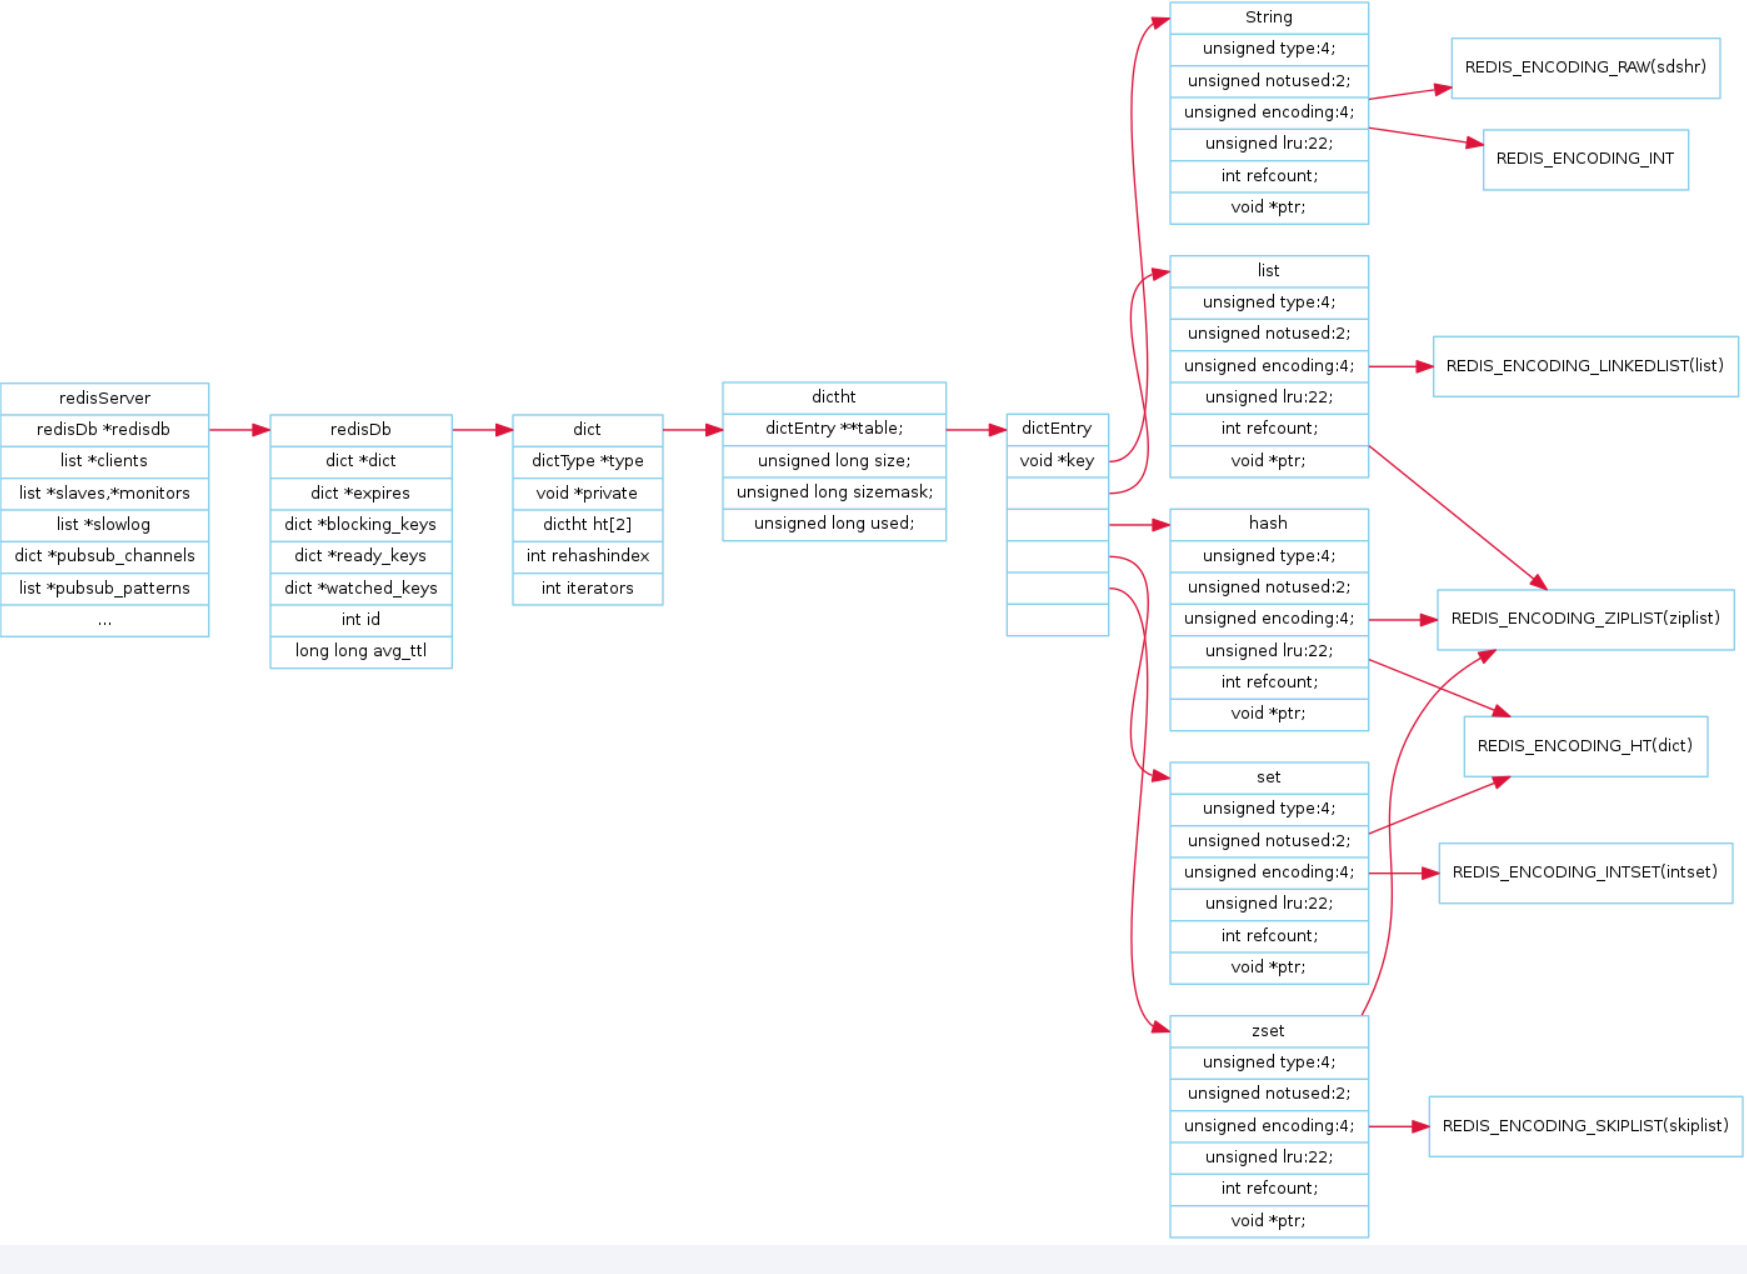 redisServer
redisDb *redisdb
list *clients
list *slaves,*monitors
list *slowlog
dict *pubsub_channels
list *pubsub_patterns
...
redisDb
dict *dict
dict *expires
dict *blocking_keys
dict *ready_keys
dict *watched_keys
int id
long long avg_ttl
dict
dictType *type
void *private
dictht ht[2]
int rehashindex
int iterators
dictht
dictEntry **table;
unsigned long size;
unsigned long sizemask;
unsigned long used;
dictEntry
void *key
String
unsigned type:4;
unsigned notused:2;
unsigned encoding:4;
unsigned lru:22;
int refcount;
void *ptr;
list
unsigned type:4;
unsigned notused:2;
unsigned encoding:4;
unsigned lru:22;
int refcount;
void *ptr;
hash
unsigned type:4;
unsigned notused:2;
unsigned encoding:4;
unsigned lru:22;
int refcount;
void *ptr;
set
unsigned type:4;
unsigned notused:2;
unsigned encoding:4;
unsigned lru:22;
int refcount;
void *ptr;
zset
unsigned type:4;
unsigned notused:2;
unsigned encoding:4;
unsigned lru:22;
int refcount;
void *ptr;
REDIS_ENCODING_RAW(sdshr)
REDIS_ENCODING_INT
REDIS_ENCODING_LINKEDLIST(list)
REDIS_ENCODING_ZIPLIST(ziplist)
REDIS_ENCODING_HT(dict)
REDIS_ENCODING_INTSET(intset)
REDIS_ENCODING_SKIPLIST(skiplist)